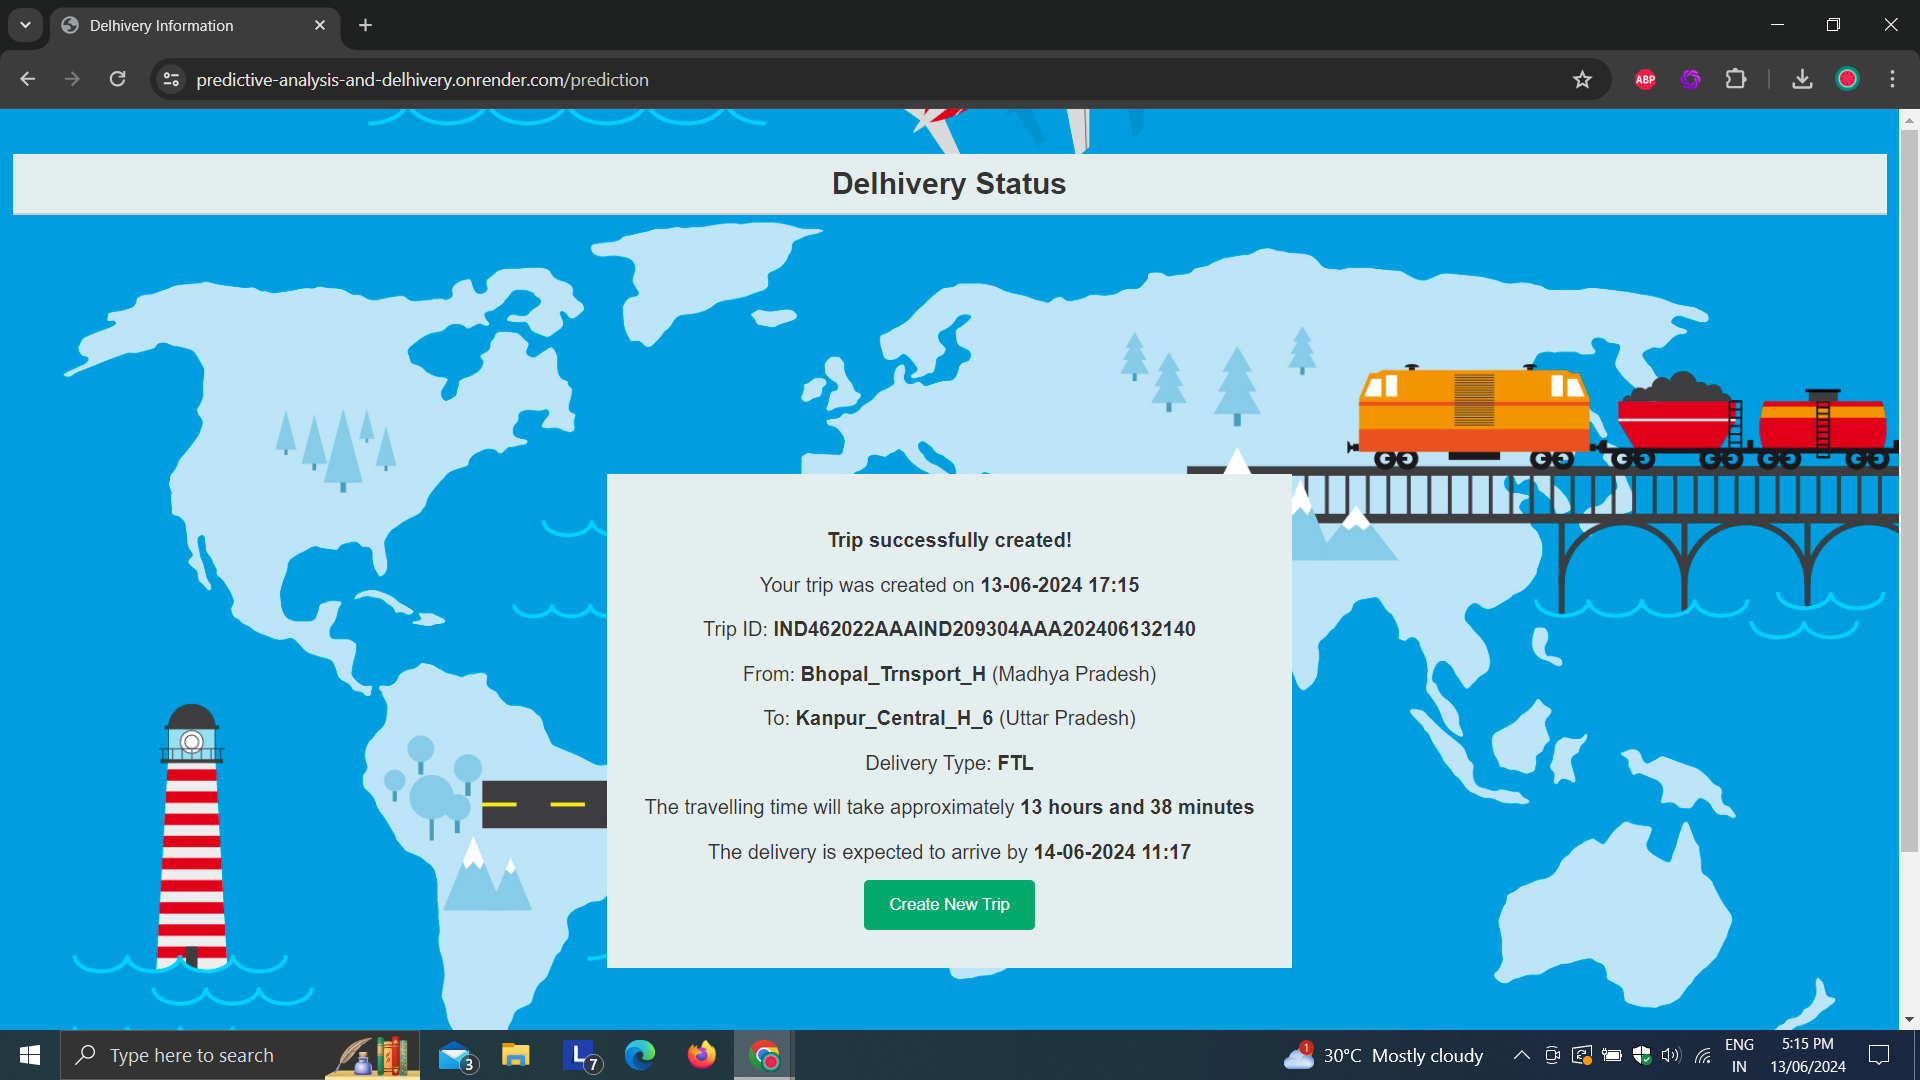 Delhivery Information
predictive-analysis-and-delhivery.onrender.com/prediction
ABP
Delhivery Status
Trip successfully created!
Your trip was created on 13-06-2024 17:15
Trip ID: IND462022AAAIND209304AAA202406132140
From: Bhopal_Trnsport_H (Madhya Pradesh)
To: Kanpur_Central_H_6 (Uttar Pradesh)
Delivery Type: FTL
The travelling time will take approximately 13 hours and 38 minutes
The delivery is expected to arrive by 14-06-2024 11:17
Create New Trip
Type here to search
3
L
7
1
30°C Mostly cloudy
ENG
IN
5:15 PM
13/06/2024